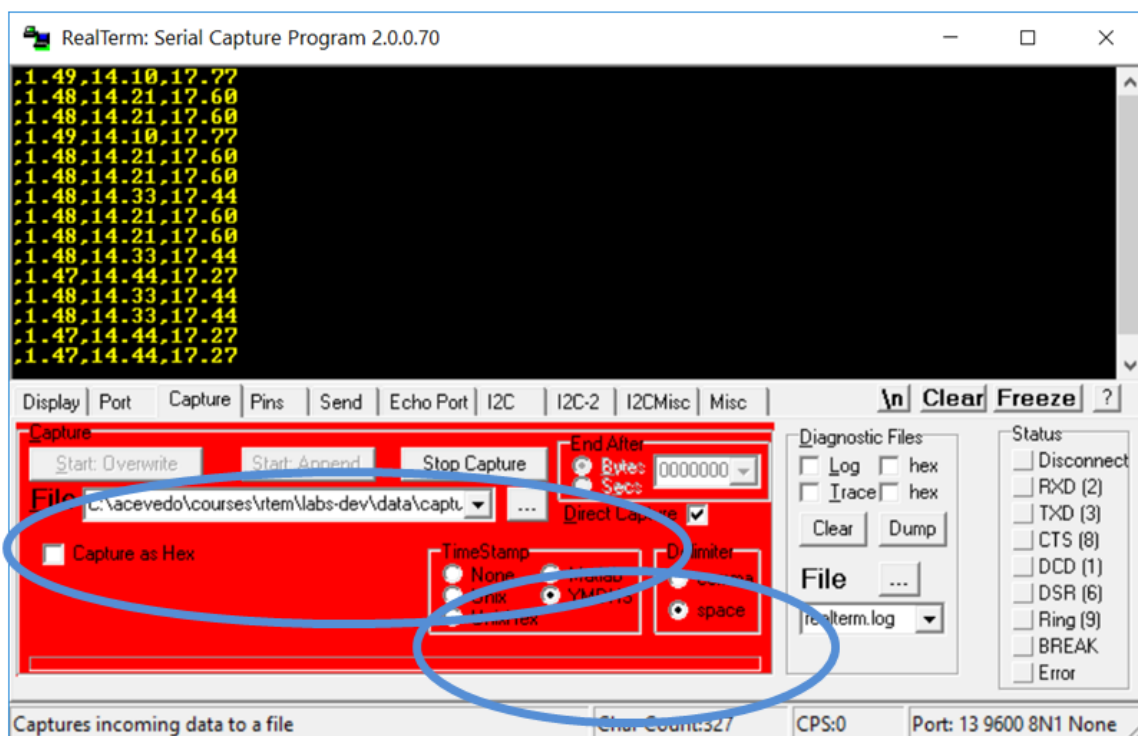 RealTerm: Serial Capture Program 2.0.0.70
,1.49,14.10,17.77
,1.48,14.21,17.60
,1.48,14.21,17.60
,1.49,14.10,17.77
,1.48,14.21,17.60
,1.48,14.21,17.60
,1.48,14.33,17.44
,1.48,14.21,17.60
,1.48,14.21,17.60
,1.48,14.33,17.44
,1.47,14.44,17.27
,1.48,14.33,17.44
,1.48,14.33,17.44
,1.47,14.44,17.27
,1.47,14.44,17.27
Display Port Capture Pins Send Echo Port I2C I2C-2 I2CMisc Misc \n Clear Freeze ?
Capture
Start: Overwrite Start: Append Stop Capture
End After
Bytes 0000000
Secs
File C:\acevedo\courses\rtem\labs-dev\data\captu ...
Direct Capture
Capture as Hex
TimeStamp
None Matlab
Unix YMDHS
UnixHex
Delimiter
comma
space
Diagnostic Files
Log hex
Trace hex
Clear Dump
File ...
realterm.log
Status
Disconnect
RXD (2)
TXD (3)
CTS (8)
DCD (1)
DSR (6)
Ring (9)
BREAK
Error
Captures incoming data to a file Char Count:327 CPS:0 Port: 13 9600 8N1 None